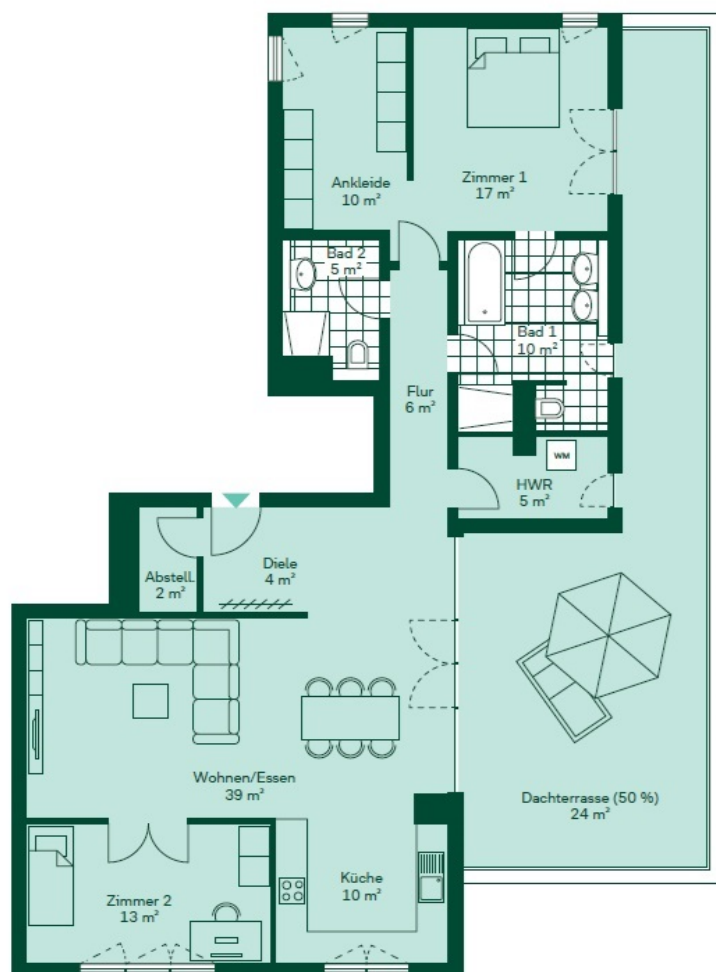 Ankleide
10 m²
Zimmer 1
17 m²
Bad 2
5 m²
Bad 1
10 m²
Flur
6 m²
WM
HWR
5 m²
Diele
4 m²
Abstell.
2 m²
Wohnen/Essen
39 m²
Dachterrasse (50 %)
24 m²
Küche
10 m²
Zimmer 2
13 m²